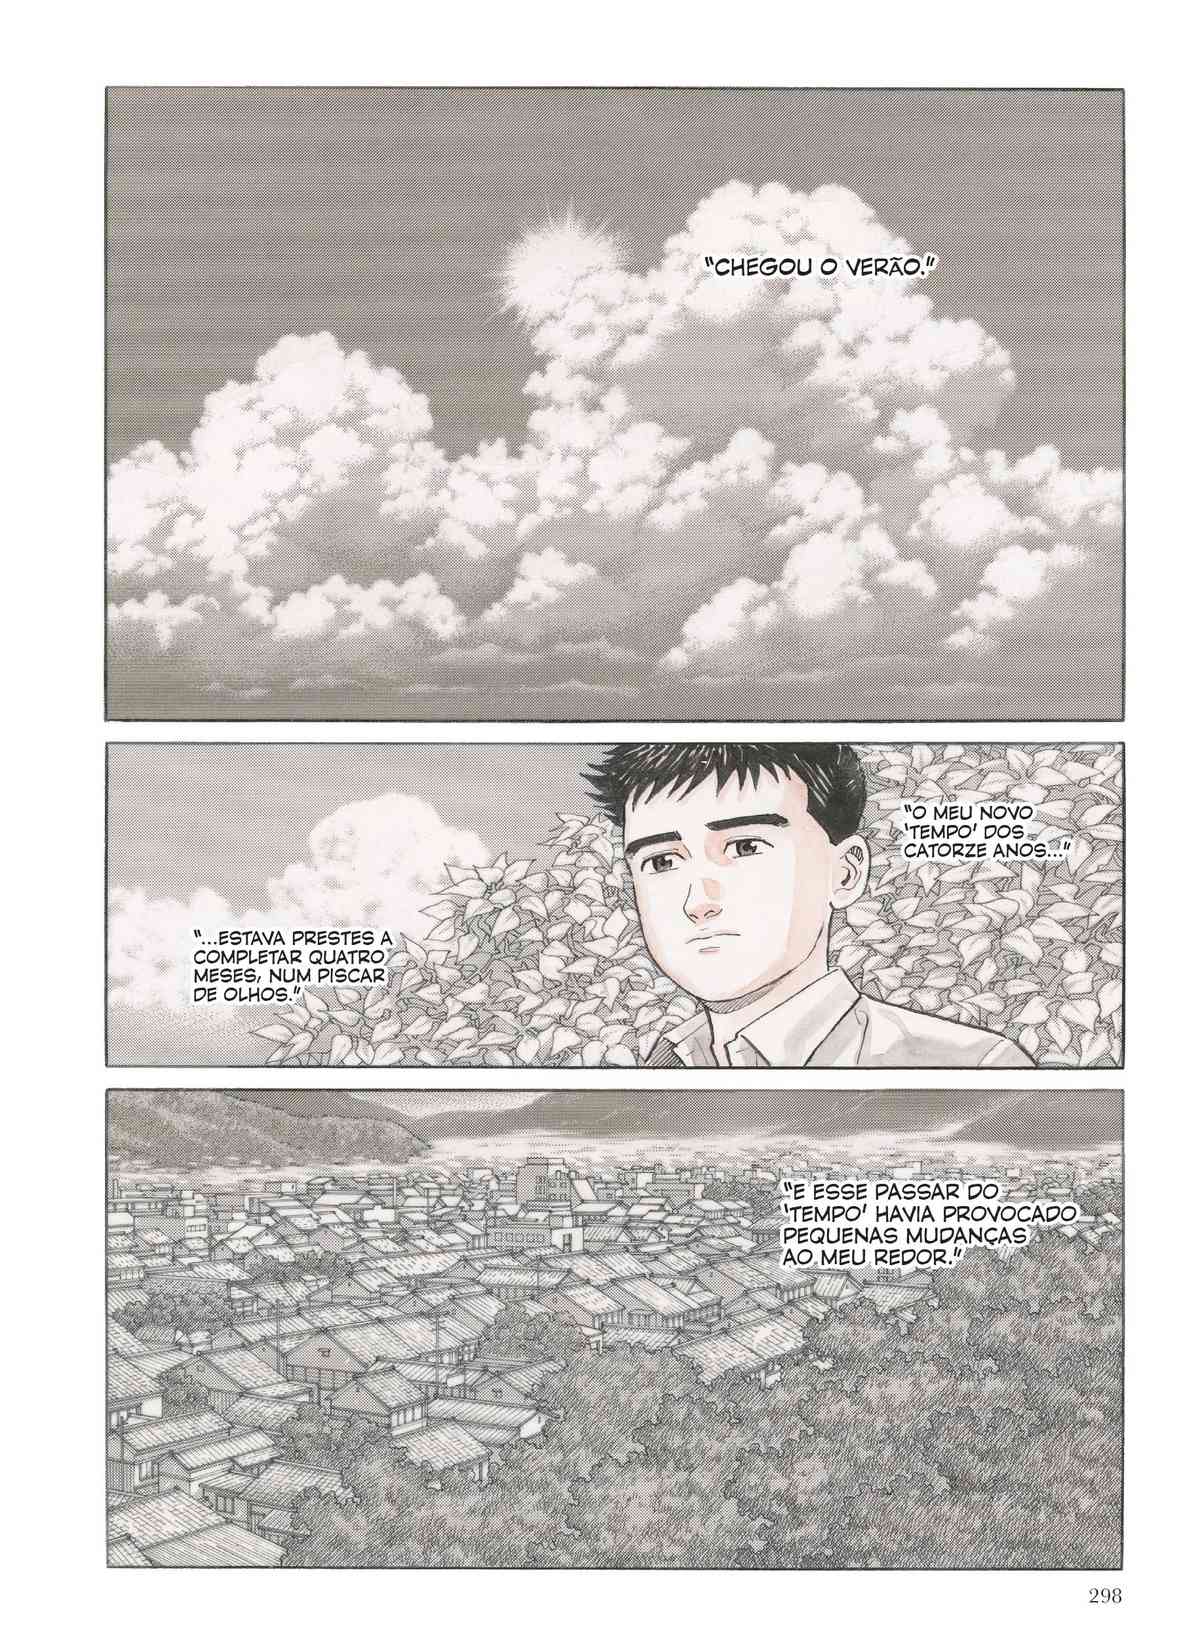 "CHEGOU O VERÃO."
"O MEU NOVO
'TEMPO' DOS
CATORZE ANOS..."
"...ESTAVA PRESTES A
COMPLETAR QUATRO
MESES, NUM PISCAR
DE OLHOS."
"E ESSE PASSAR DO
'TEMPO' HAVIA PROVOCADO
PEQUENAS MUDANÇAS
AO MEU REDOR."
298